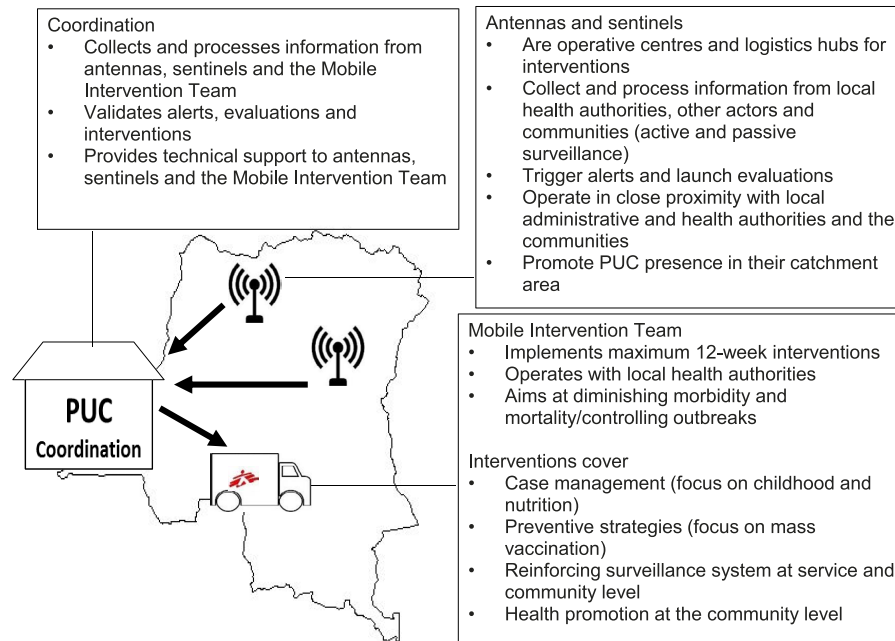 Coordination
• Collects and processes information from
antennas, sentinels and the Mobile
Intervention Team
• Validates alerts, evaluations and
interventions
• Provides technical support to antennas,
sentinels and the Mobile Intervention Team
Antennas and sentinels
• Are operative centres and logistics hubs for
interventions
• Collect and process information from local
health authorities, other actors and
communities (active and passive
surveillance)
• Trigger alerts and launch evaluations
• Operate in close proximity with local
administrative and health authorities and the
communities
• Promote PUC presence in their catchment
area
PUC
Coordination
Mobile Intervention Team
• Implements maximum 12-week interventions
• Operates with local health authorities
• Aims at diminishing morbidity and
mortality/controlling outbreaks
Interventions cover
• Case management (focus on childhood and
nutrition)
• Preventive strategies (focus on mass
vaccination)
• Reinforcing surveillance system at service and
community level
• Health promotion at the community level